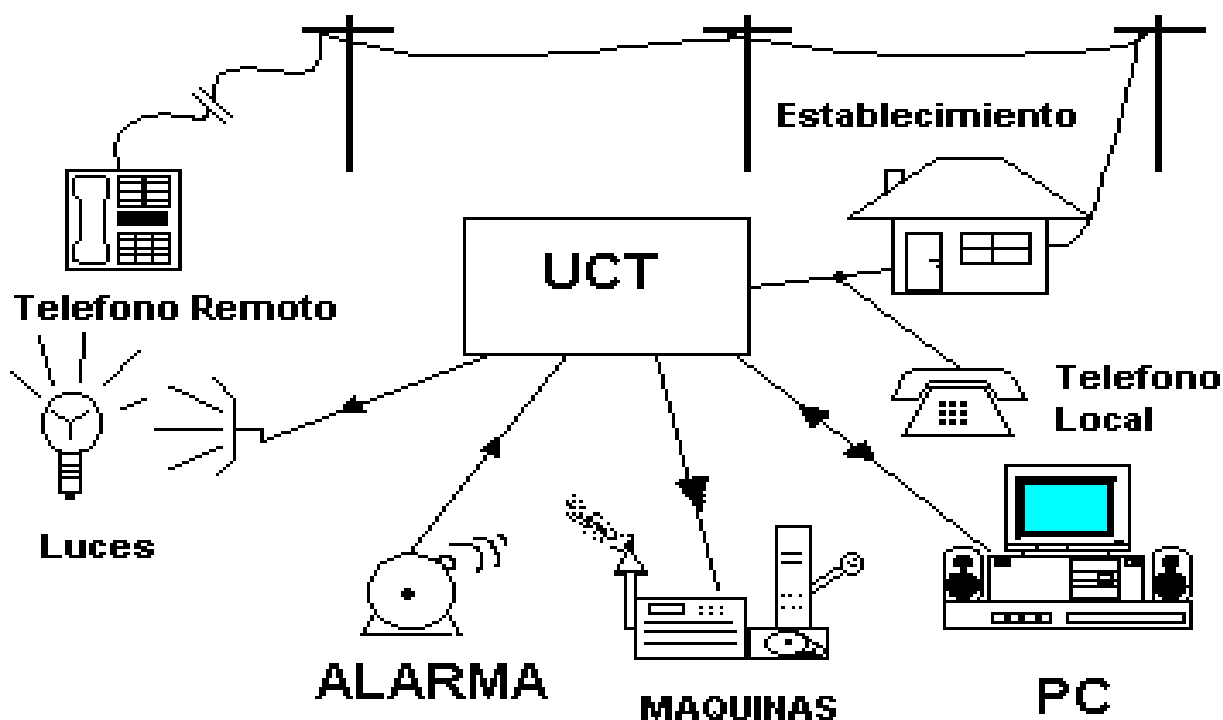 Establecimiento
UCT
Telefono Remoto
Telefono
Local
Luces
ALARMA
MAQUINAS
PC